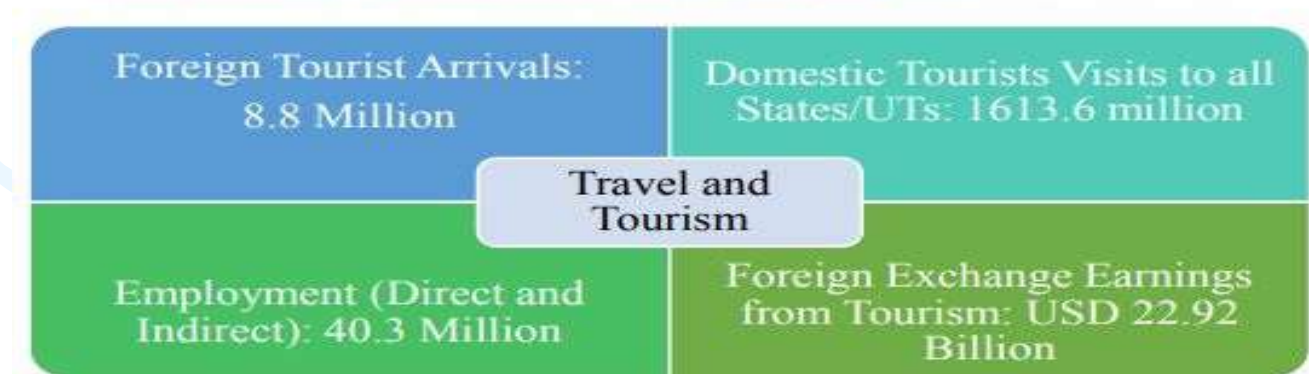 Foreign Tourist Arrivals:
8.8 Million
Domestic Tourists Visits to all
States/UTs: 1613.6 million
Travel and
Tourism
Employment (Direct and
Indirect): 40.3 Million
Foreign Exchange Earnings
from Tourism: USD 22.92
Billion